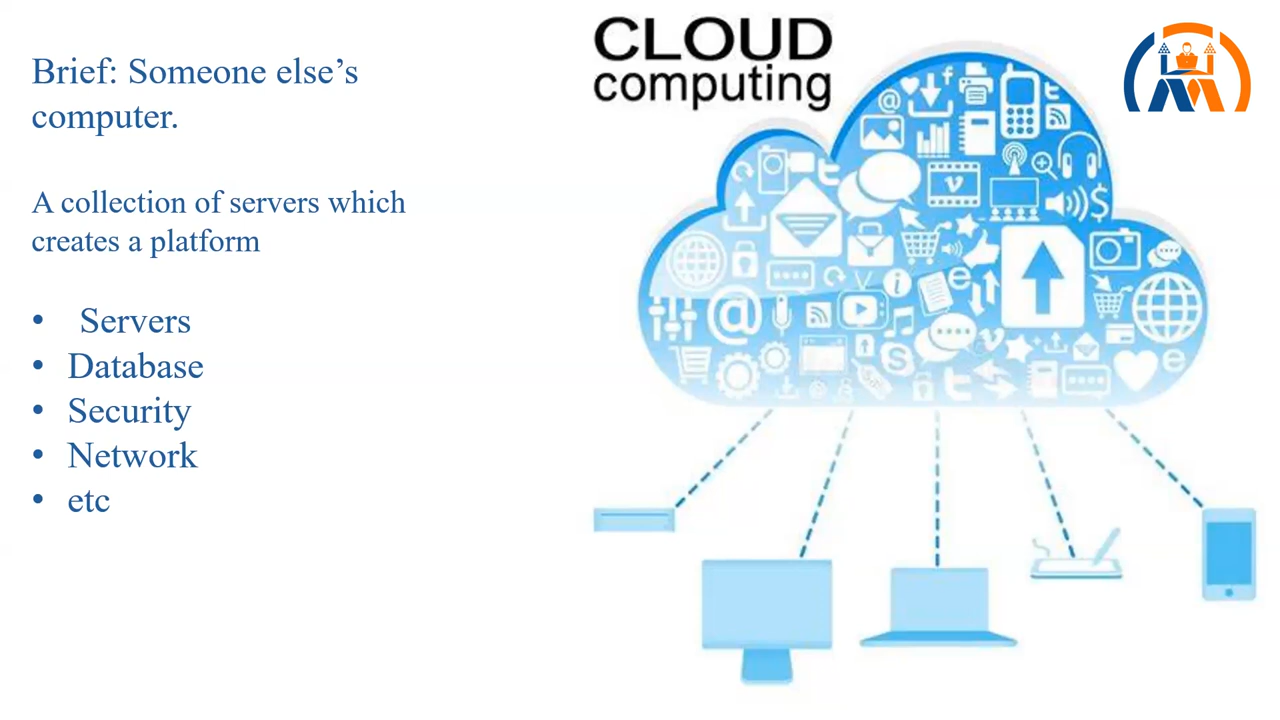 CLOUD
computing
Brief: Someone else’s
computer.
A collection of servers which
creates a platform
• Servers
• Database
• Security
• Network
• etc